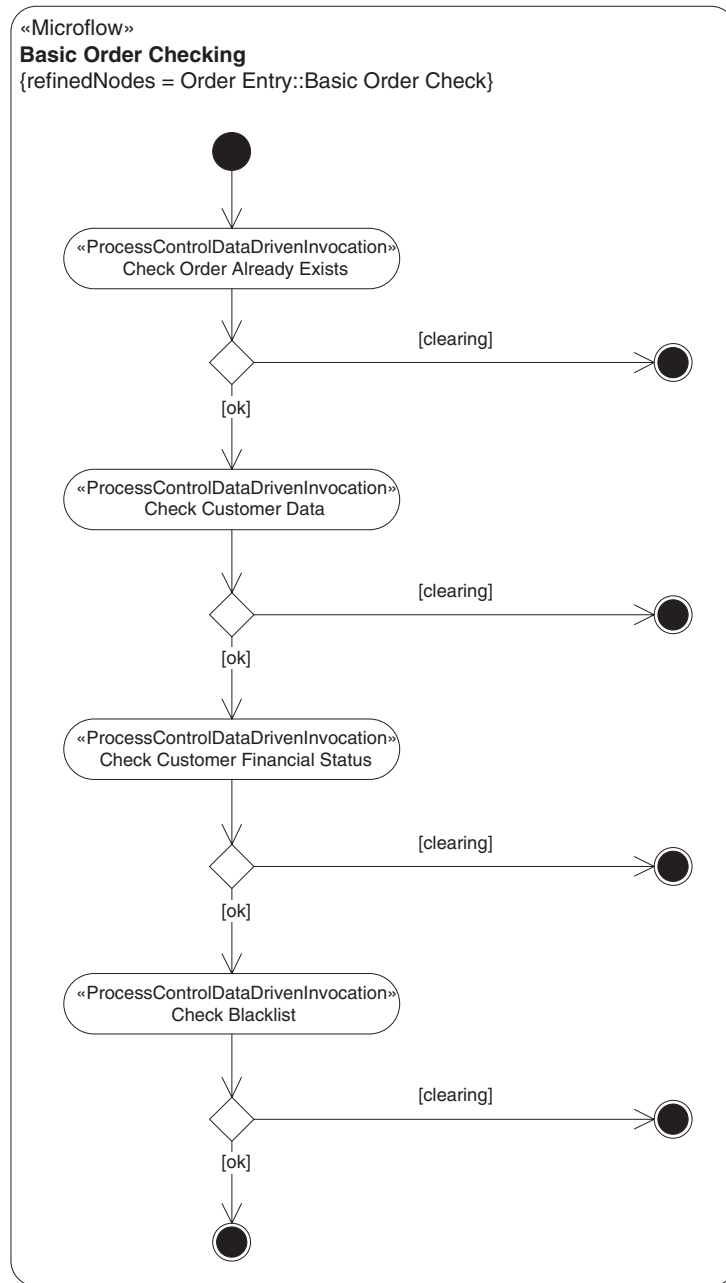 «Microflow»
Basic Order Checking
{refinedNodes = Order Entry::Basic Order Check}
«ProcessControlDataDrivenInvocation»
Check Order Already Exists
[clearing]
[ok]
«ProcessControlDataDrivenInvocation»
Check Customer Data
[clearing]
[ok]
«ProcessControlDataDrivenInvocation»
Check Customer Financial Status
[clearing]
[ok]
«ProcessControlDataDrivenInvocation»
Check Blacklist
[clearing]
[ok]